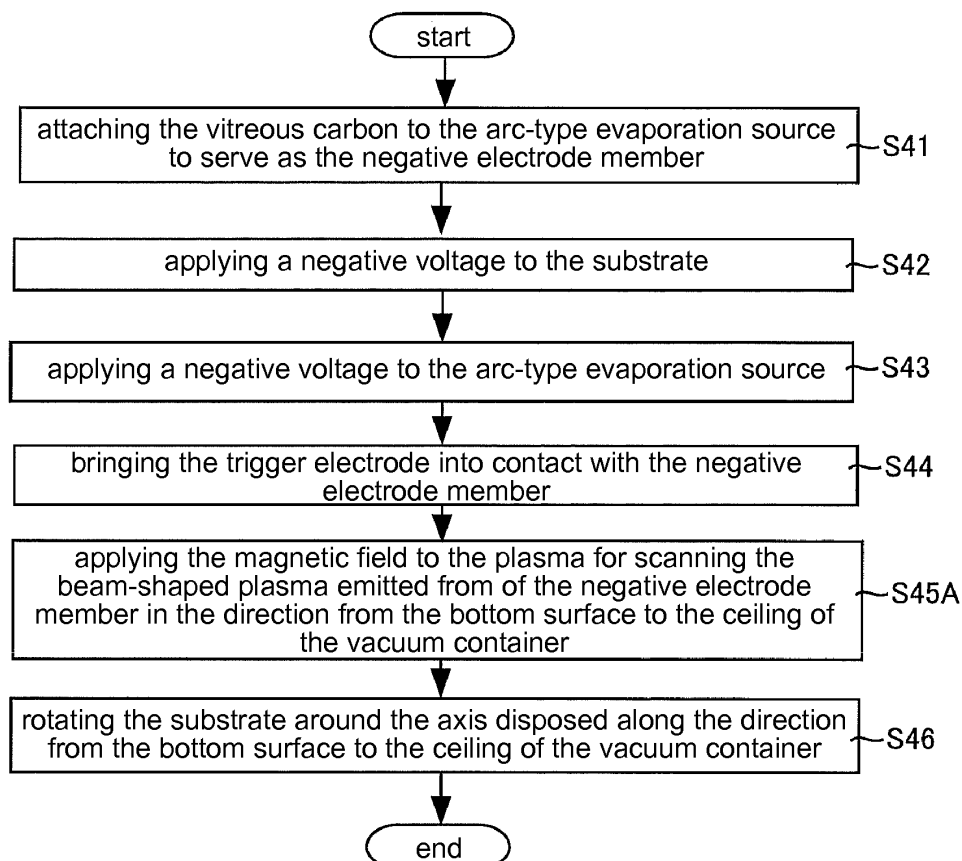 start
attaching the vitreous carbon to the arc-type evaporation source
to serve as the negative electrode member
S41
applying a negative voltage to the substrate
S42
applying a negative voltage to the arc-type evaporation source
S43
bringing the trigger electrode into contact with the negative
electrode member
S44
applying the magnetic field to the plasma for scanning the
beam-shaped plasma emitted from of the negative electrode
member in the direction from the bottom surface to the ceiling of
the vacuum container
S45A
rotating the substrate around the axis disposed along the direction
from the bottom surface to the ceiling of the vacuum container
S46
end